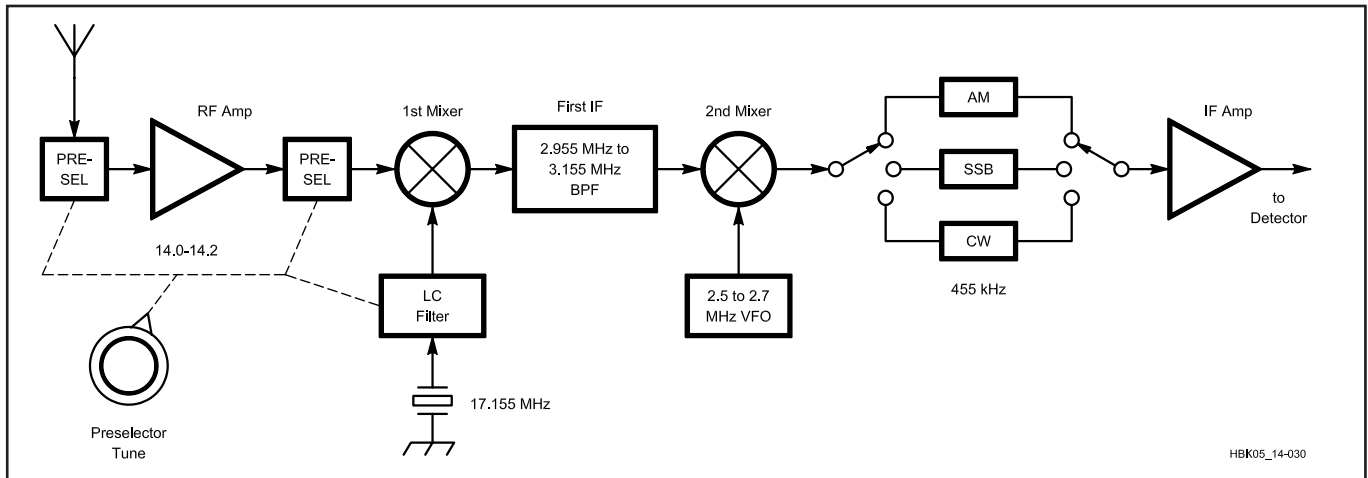 RF Amp
1st Mixer
First IF
2nd Mixer
IF Amp
PRE-
SEL
PRE-
SEL
2.955 MHz to
3.155 MHz
BPF
AM
SSB
CW
to
Detector
14.0-14.2
LC
Filter
2.5 to 2.7
MHz VFO
455 kHz
17.155 MHz
Preselector
Tune
HBK05_14-030